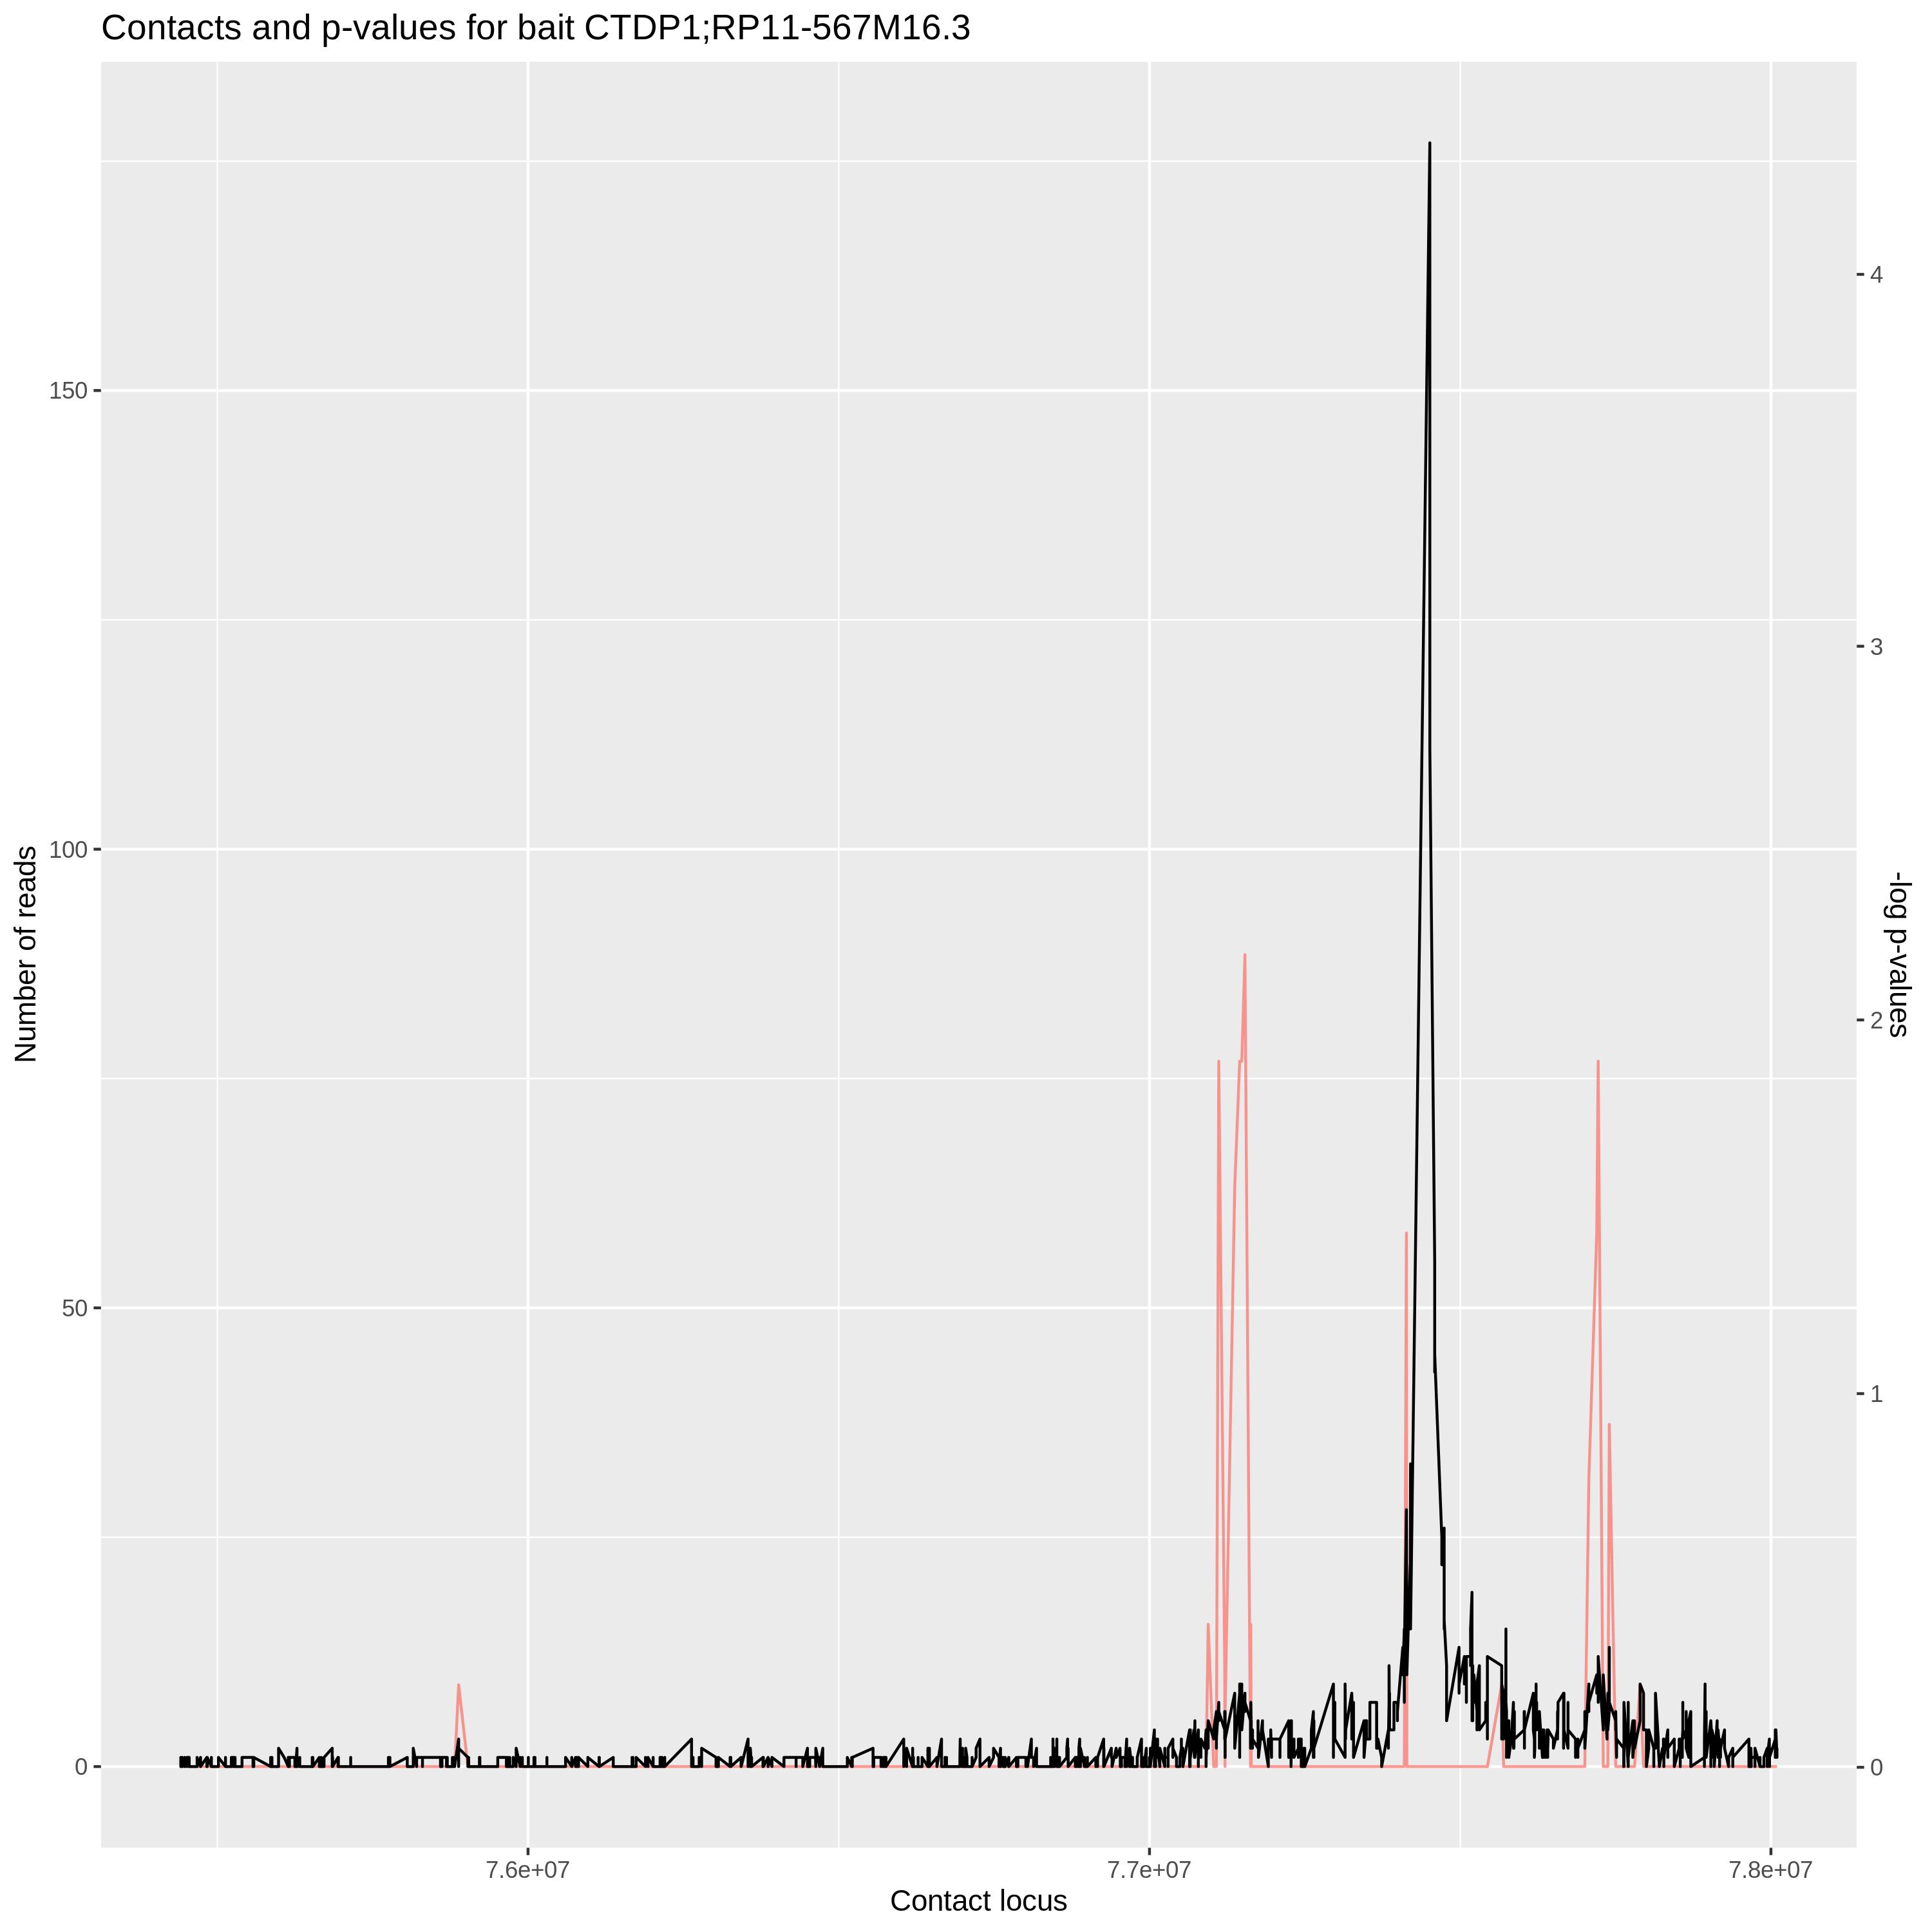 Contacts and p-values for bait CTDP1;RP11-567M16.3
150
100
50
0
Number of reads
4
3
2
1
0
-log p-values
7.6e+07
7.7e+07
7.8e+07
Contact locus